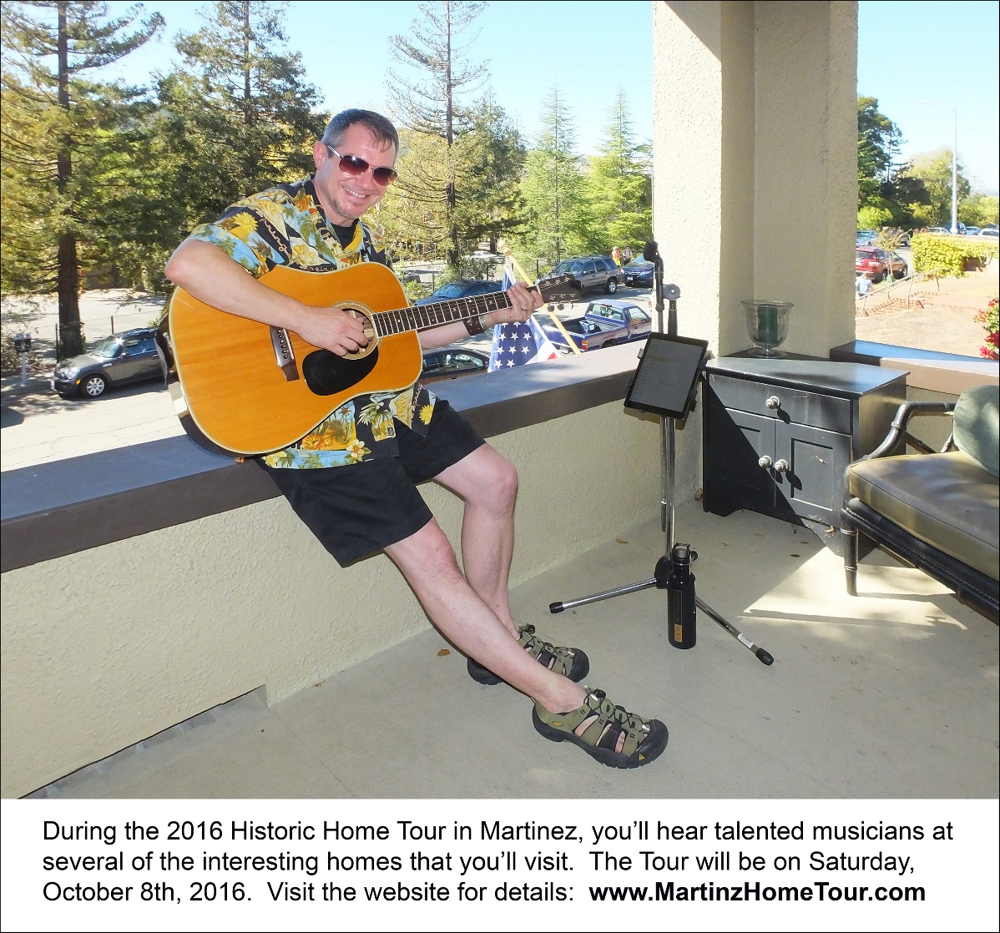 During the 2016 Historic Home Tour in Martinez, you'll hear talented musicians at
several of the interesting homes that you'll visit.  The Tour will be on Saturday,
October 8th, 2016.  Visit the website for details:  www.MartinzHomeTour.com